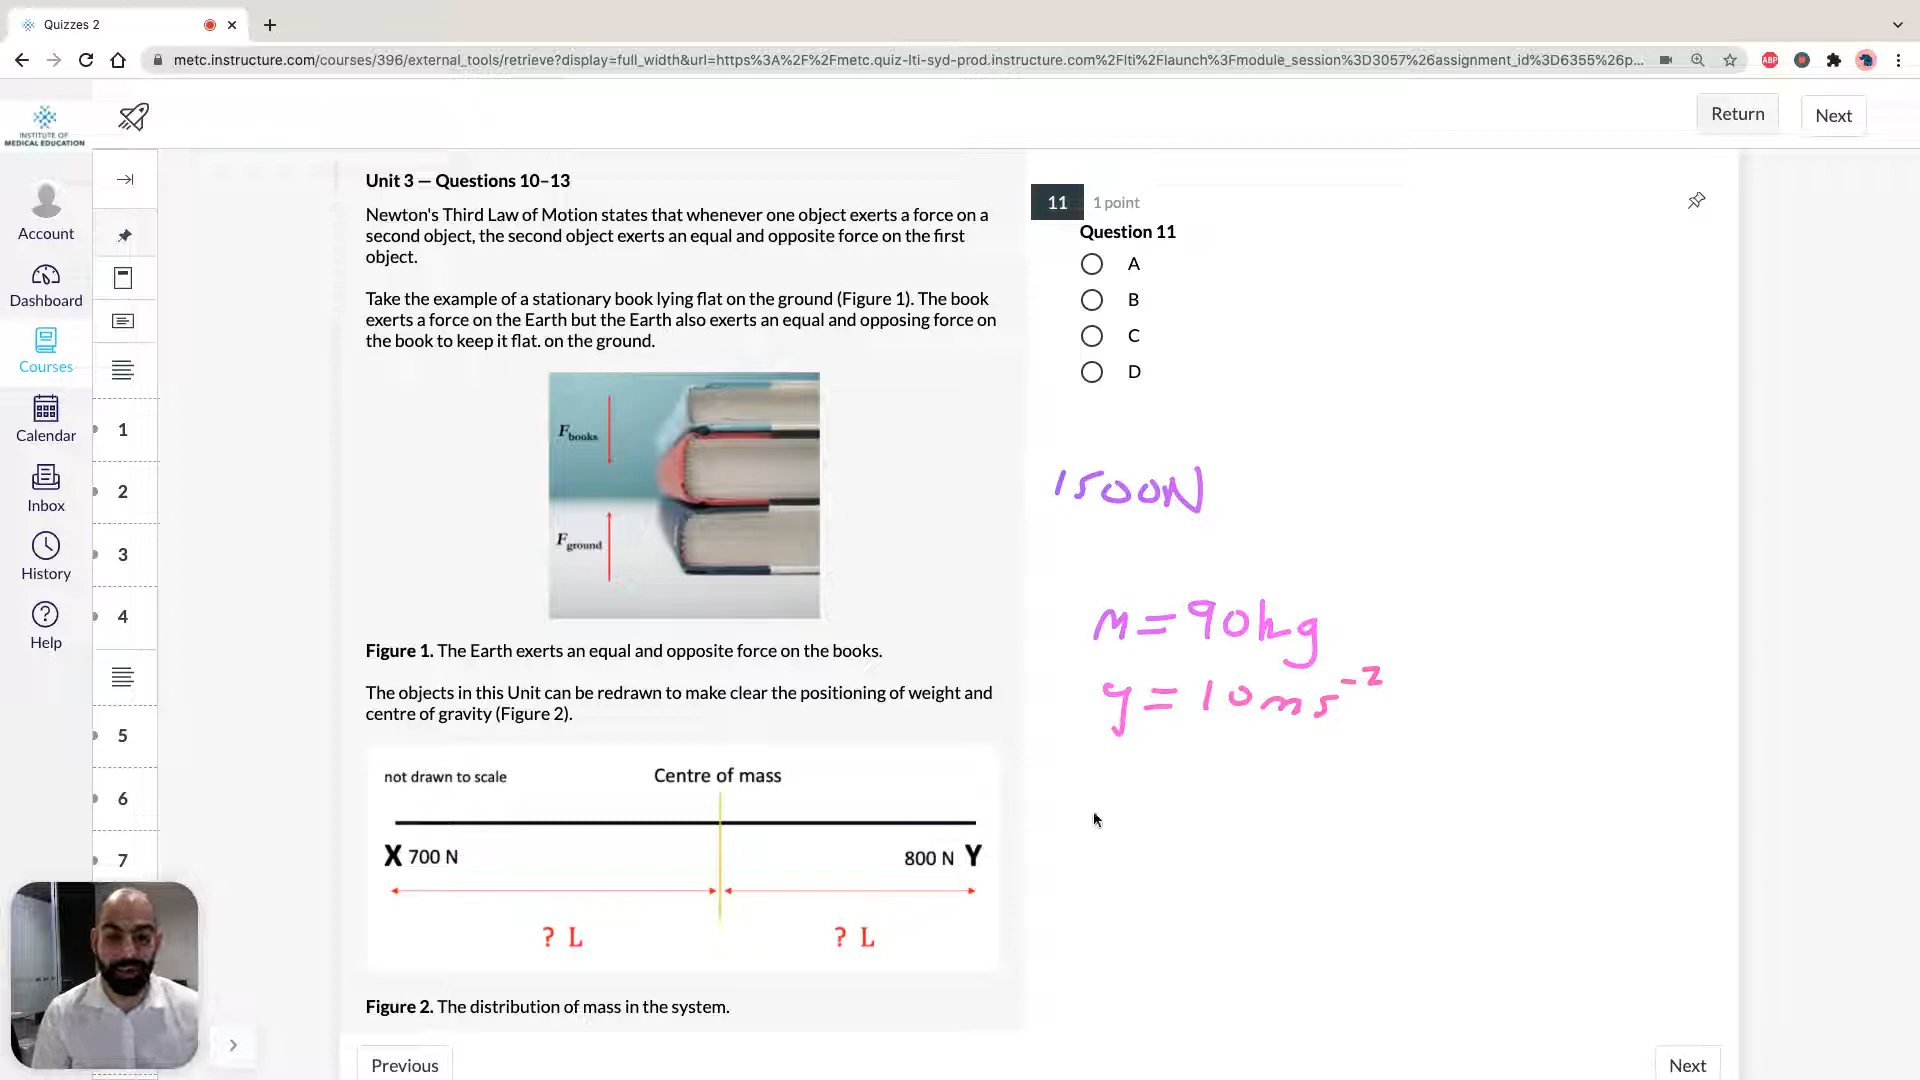 Quizzes 2
metc.instructure.com/courses/396/external_tools/retrieve?display=full_width&url=https%3A%2F%2Fmetc.quiz-lti-syd-prod.instructure.com%2Flti%2Flaunch%3Fmodule_session%3D3057%26assignment_id%3D6355%26p...
ABP
INSTITUTE OF
MEDICAL EDUCATION
Return
Next
Account
Dashboard
Courses
Calendar
Inbox
History
Help
1
2
3
4
5
6
7
Unit 3 — Questions 10–13
Newton's Third Law of Motion states that whenever one object exerts a force on a
second object, the second object exerts an equal and opposite force on the first
object.
Take the example of a stationary book lying flat on the ground (Figure 1). The book
exerts a force on the Earth but the Earth also exerts an equal and opposing force on
the book to keep it flat. on the ground.
F books
F ground
Figure 1. The Earth exerts an equal and opposite force on the books.
The objects in this Unit can be redrawn to make clear the positioning of weight and
centre of gravity (Figure 2).
not drawn to scale
Centre of mass
X 700 N
800 N Y
? L
? L
Figure 2. The distribution of mass in the system.
Previous
11
1 point
Question 11
A
B
C
D
1500N
m = 90kg
g = 10ms⁻²
Next